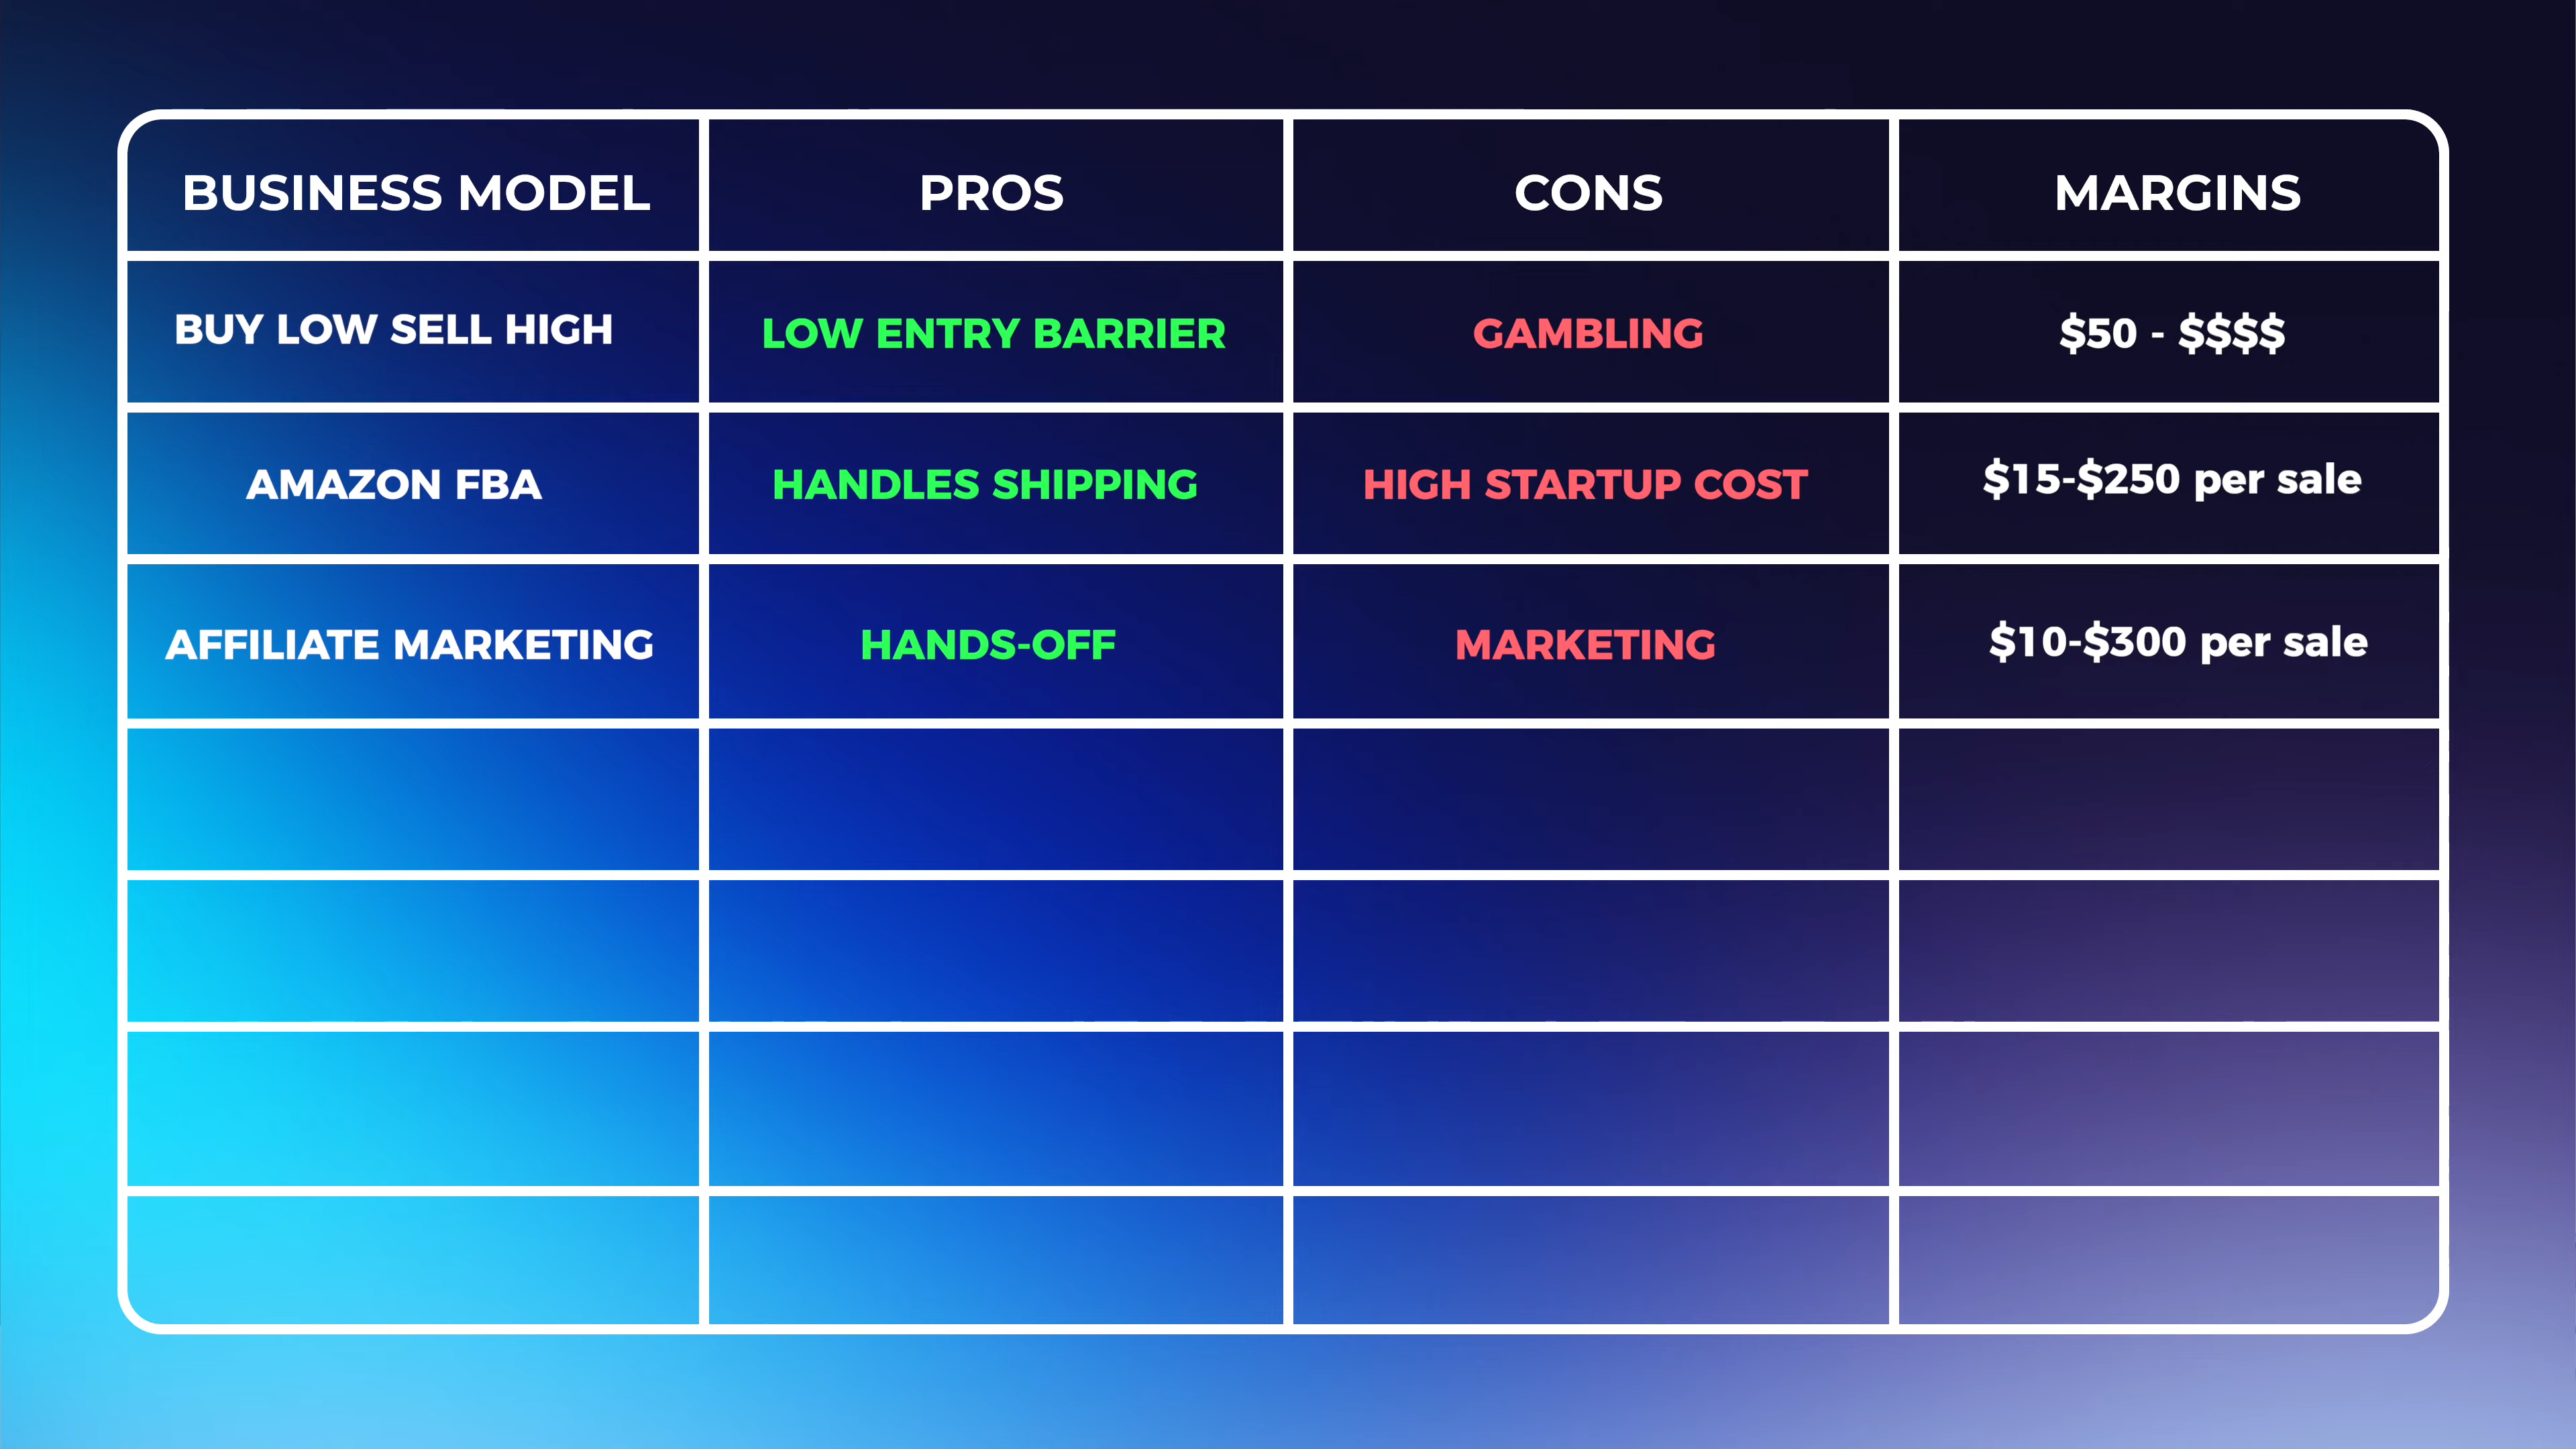 BUSINESS MODEL PROS CONS MARGINS
BUY LOW SELL HIGH LOW ENTRY BARRIER GAMBLING $50 - $$$$
AMAZON FBA HANDLES SHIPPING HIGH STARTUP COST $15-$250 per sale
AFFILIATE MARKETING HANDS-OFF MARKETING $10-$300 per sale